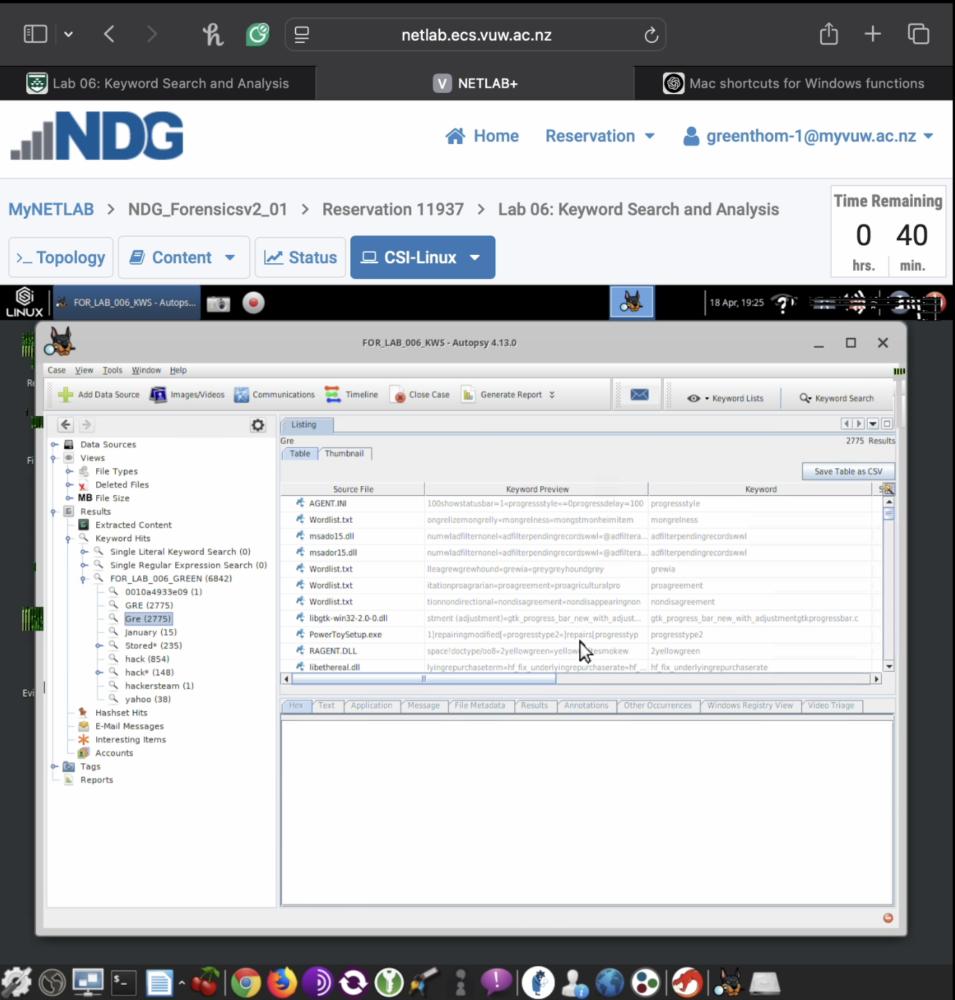 netlab.ecs.vuw.ac.nz
Lab 06: Keyword Search and Analysis
V NETLAB+
Mac shortcuts for Windows functions
NDG
Home
Reservation
greenthom-1@myvuw.ac.nz
MyNETLAB > NDG_Forensicsv2_01 > Reservation 11937 > Lab 06: Keyword Search and Analysis
Time Remaining
0 40
hrs. min.
>_ Topology
Content
Status
CSI-Linux
LINUX
FOR_LAB_006_KWS - Autops...
18 Apr, 19:25
FOR_LAB_006_KWS - Autopsy 4.13.0
Case View Tools Window Help
Add Data Source
Images/Videos
Communications
Timeline
Close Case
Generate Report
Keyword Lists
Keyword Search
Data Sources
Views
File Types
Deleted Files
MB File Size
Results
Extracted Content
Keyword Hits
Single Literal Keyword Search (0)
Single Regular Expression Search (0)
FOR_LAB_006_GREEN (6842)
0010a4933e09 (1)
GRE (2775)
Gre (2775)
January (15)
Stored* (235)
hack (854)
hack* (148)
hackersteam (1)
yahoo (38)
Hashset Hits
E-Mail Messages
Interesting Items
Accounts
Tags
Reports
Listing
Gre
2775 Results
Table Thumbnail
Save Table as CSV
Source File Keyword Preview Keyword S
AGENT.INI 100showstatusbar=1«progressstyle«=0progressdelay=100 progressstyle
Wordlist.txt ongrelizemongrelly«mongrelness«mongstmonheimitem mongrelness
msado15.dll numwladfilternonel«adfilterpendingrecordswwl«@adfiltera... adfilterpendingrecordswwl
msador15.dll numwladfilternonel«adfilterpendingrecordswwl«@adfiltera... adfilterpendingrecordswwl
Wordlist.txt lleagrewgrewhound«grewia«greygreyhoundgrey grewia
Wordlist.txt itationproagrarian«proagreement«proagriculturalpro proagreement
Wordlist.txt tionnondirectional«nondisagreement«nondisappearingnon nondisagreement
libgtk-win32-2.0-0.dll stment (adjustment)«gtk_progress_bar_new_with_adjust... gtk_progress_bar_new_with_adjustmentgtkprogressbar.c
PowerToySetup.exe 1]repairingmodified[«progresstype2«]repairs[progresstyp progresstype2
RAGENT.DLL space!doctype/oo8«2yellowgreen«yellow tesmokew 2yellowgreen
libethereal.dll lyingrepurchaseterm«hf_fix_underlyingrepurchaserate«hf_... hf_fix_underlyingrepurchaserate
Hex Text Application Message File Metadata Results Annotations Other Occurrences Windows Registry View Video Triage
Re
Fi
Evi